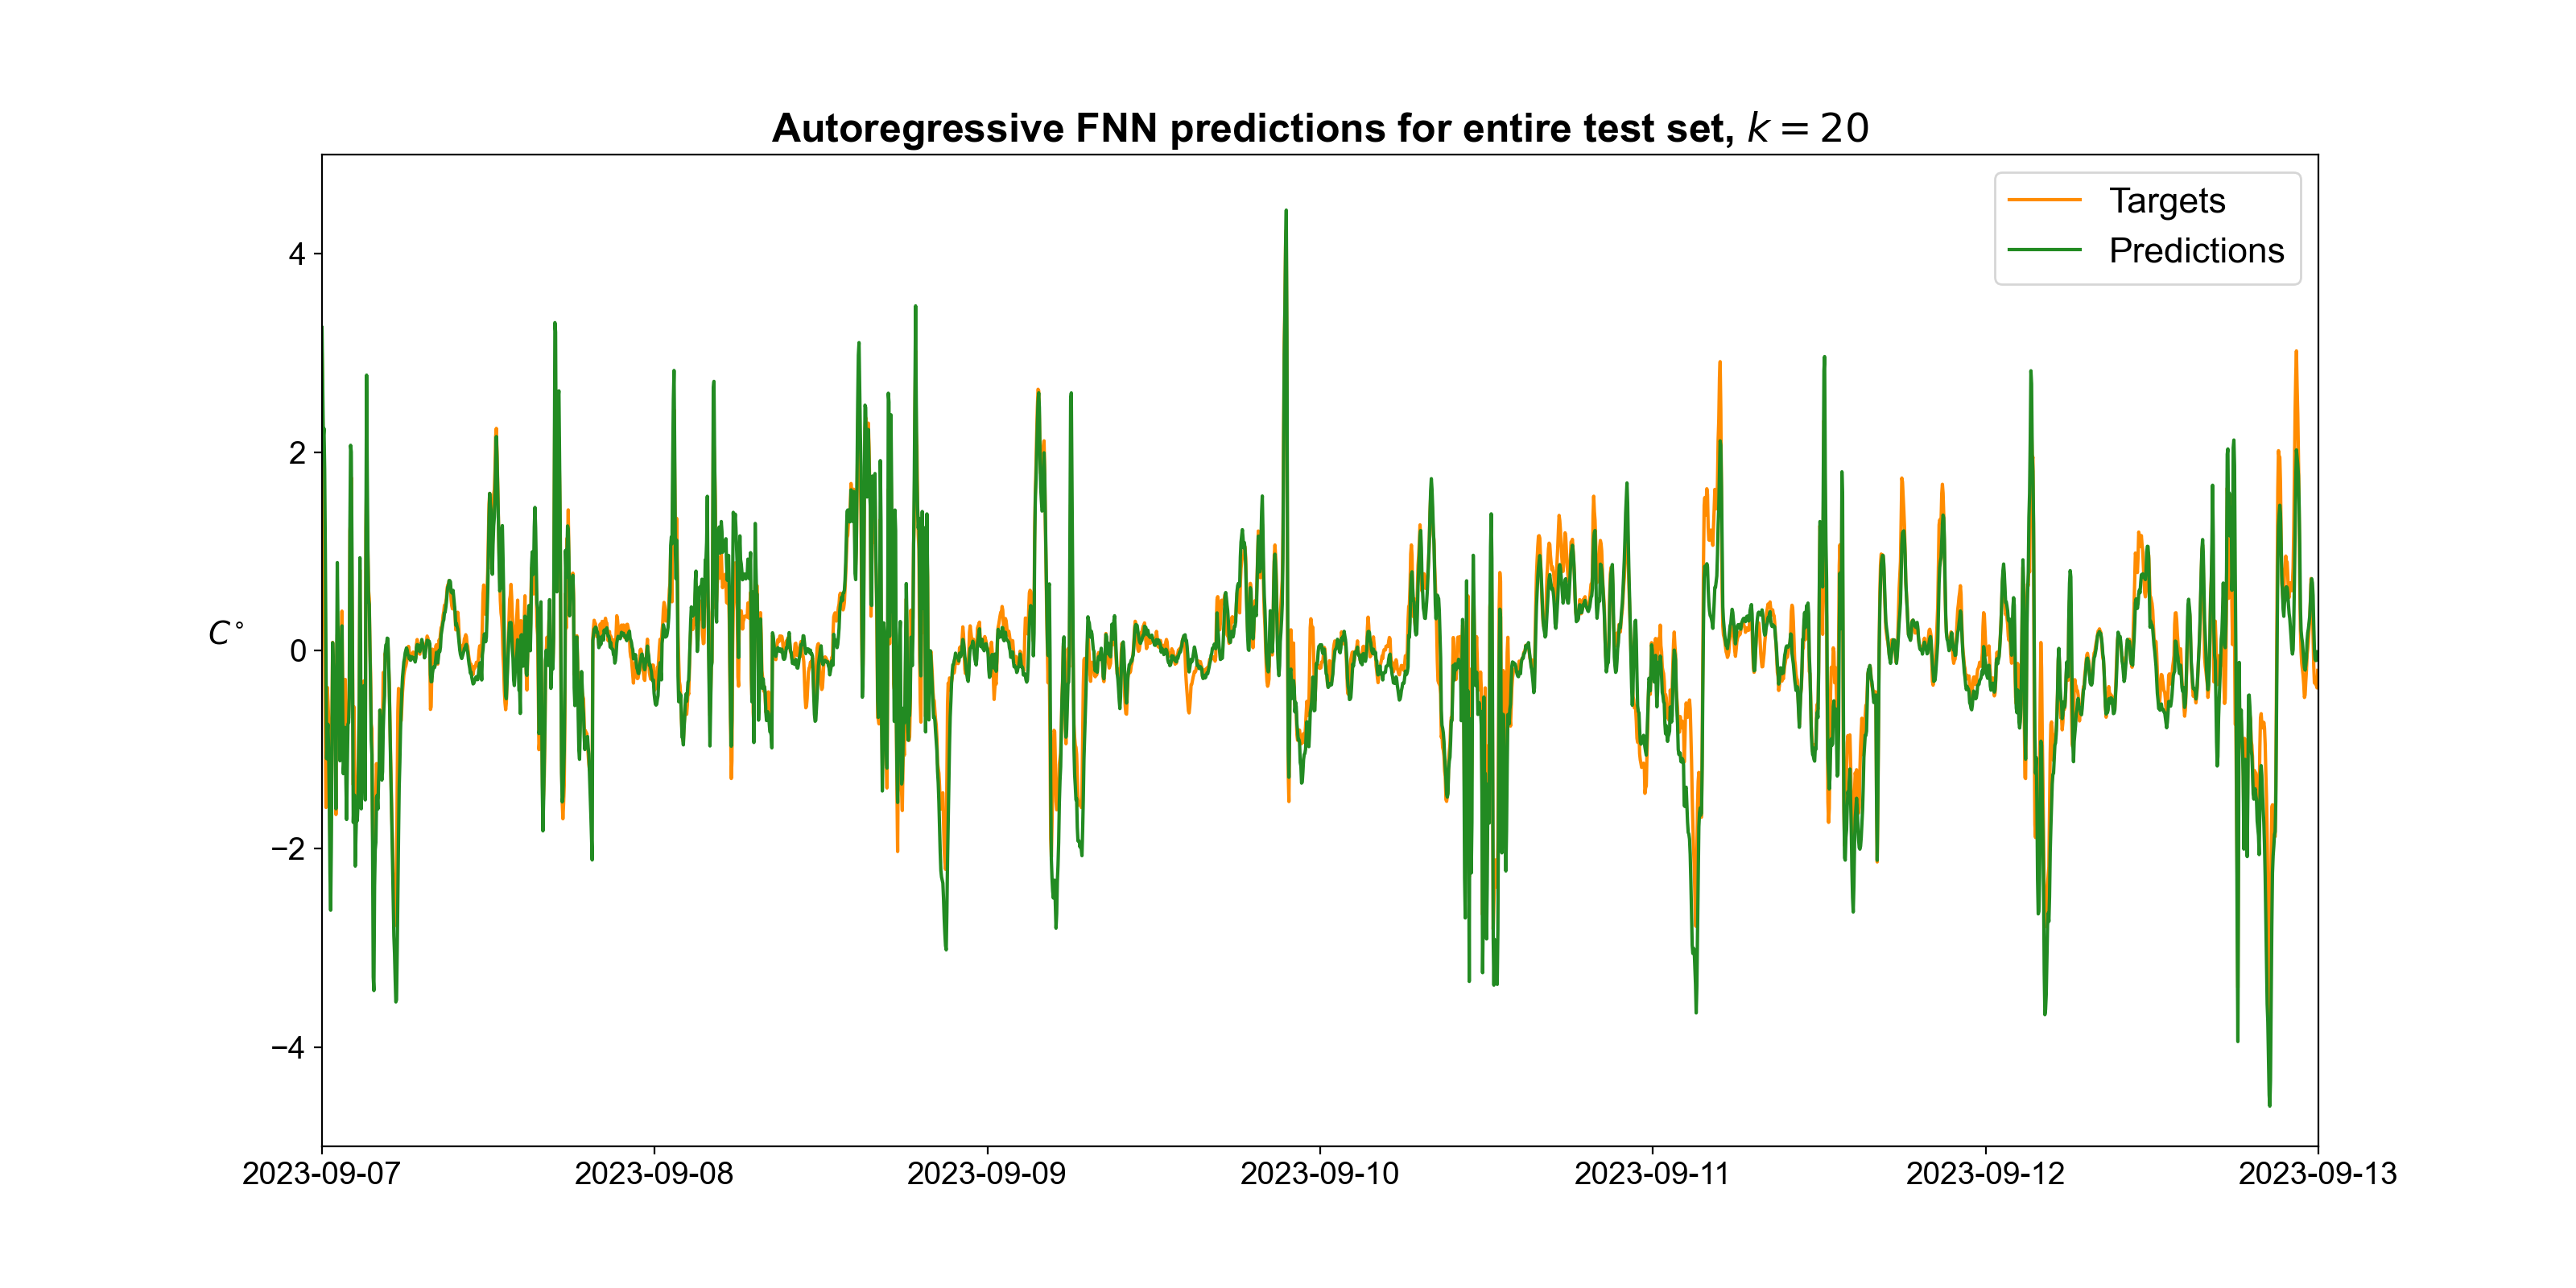 Autoregressive FNN predictions for entire test set, k = 20
Targets
Predictions
4
2
0
−2
−4
C°
2023-09-07 2023-09-08 2023-09-09 2023-09-10 2023-09-11 2023-09-12 2023-09-13